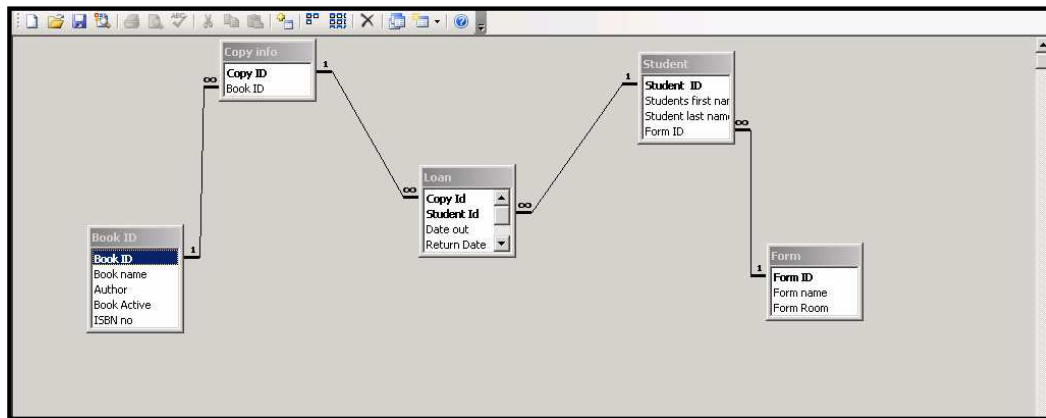 Copy info
Copy ID
Book ID
1
∞
Student
Student ID
Students first nar
Student last nam
Form ID
1
∞
Loan
Copy Id
Student Id
Date out
Return Date
∞
∞
Book ID
Book ID
Book name
Author
Book Active
ISBN no
1
Form
Form ID
Form name
Form Room
1